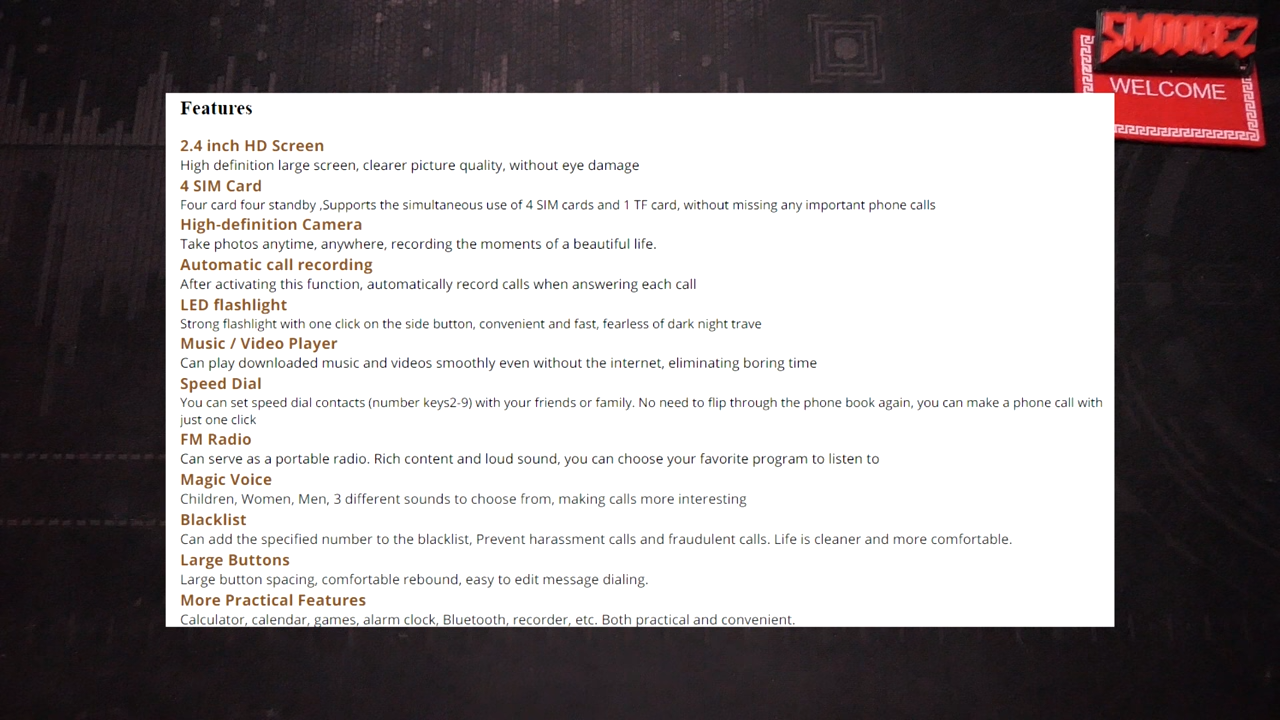 SMOOREZ
WELCOME
Features
2.4 inch HD Screen
High definition large screen, clearer picture quality, without eye damage
4 SIM Card
Four card four standby ,Supports the simultaneous use of 4 SIM cards and 1 TF card, without missing any important phone calls
High-definition Camera
Take photos anytime, anywhere, recording the moments of a beautiful life.
Automatic call recording
After activating this function, automatically record calls when answering each call
LED flashlight
Strong flashlight with one click on the side button, convenient and fast, fearless of dark night trave
Music / Video Player
Can play downloaded music and videos smoothly even without the internet, eliminating boring time
Speed Dial
You can set speed dial contacts (number keys2-9) with your friends or family. No need to flip through the phone book again, you can make a phone call with
just one click
FM Radio
Can serve as a portable radio. Rich content and loud sound, you can choose your favorite program to listen to
Magic Voice
Children, Women, Men, 3 different sounds to choose from, making calls more interesting
Blacklist
Can add the specified number to the blacklist, Prevent harassment calls and fraudulent calls. Life is cleaner and more comfortable.
Large Buttons
Large button spacing, comfortable rebound, easy to edit message dialing.
More Practical Features
Calculator, calendar, games, alarm clock, Bluetooth, recorder, etc. Both practical and convenient.